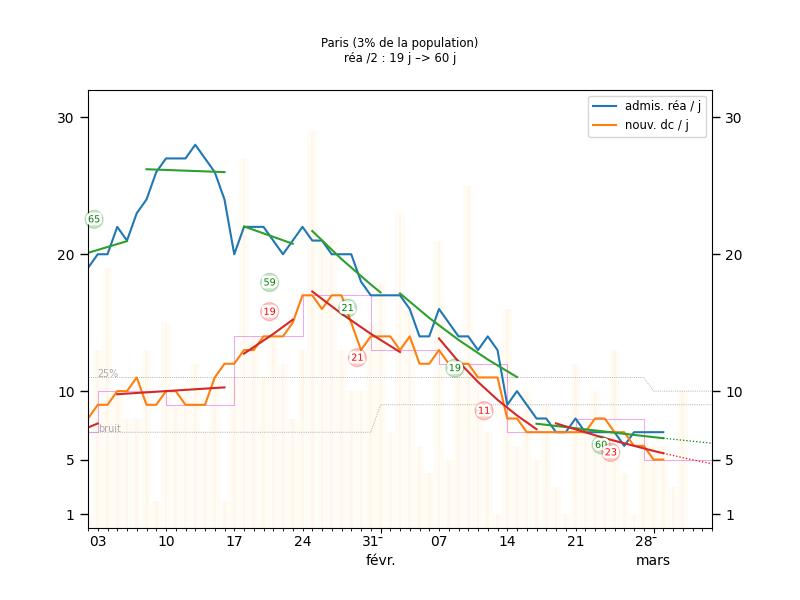 Paris (3% de la population)
réa /2 : 19 j –> 60 j
admis. réa / j
nouv. dc / j
30
30
65
20
20
59
19
21
21
25%
19
10
10
11
bruit
60
23
5
5
1
1
03 10 17 24 31 07 14 21 28
févr. mars